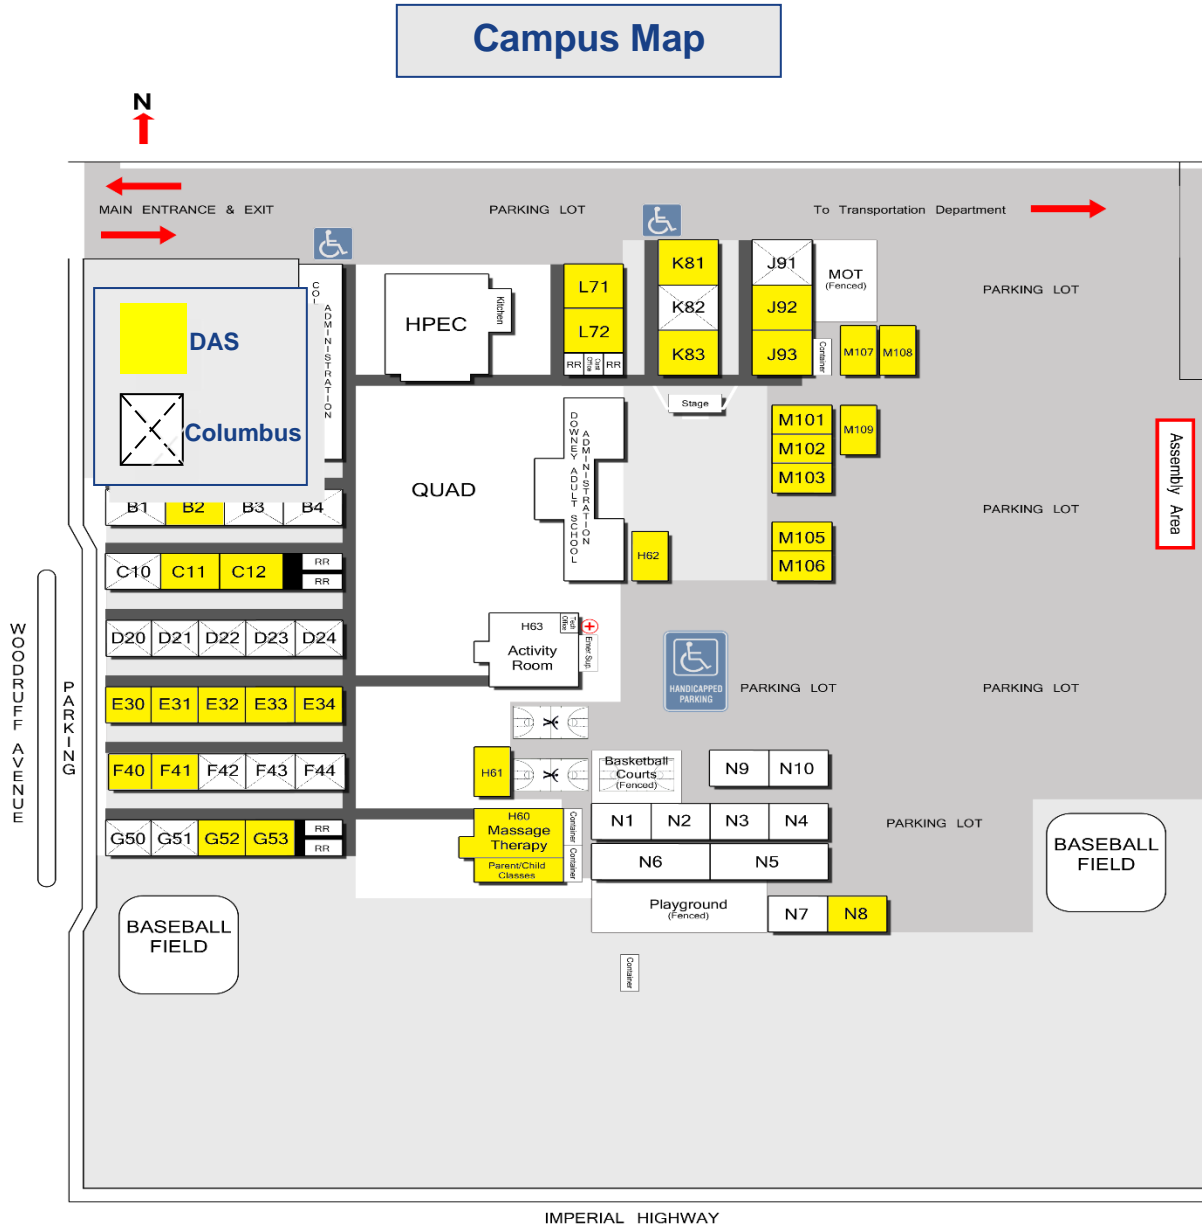 Campus Map
N
MAIN ENTRANCE & EXIT
PARKING LOT
To Transportation Department
DAS
Columbus
ADMINISTRATION
HPEC
Kitchen
L71
L72
RR
RR
K81
K82
K83
J91
J92
J93
MOT
(Fenced)
Container
M107
M108
PARKING LOT
Stage
M101
M102
M103
M109
M105
M106
Assembly Area
PARKING LOT
QUAD
DOWNEY ADULT SCHOOL
ADMINISTRATION
H62
B1
B2
B3
B4
C10
C11
C12
RR
RR
D20
D21
D22
D23
D24
E30
E31
E32
E33
E34
F40
F41
F42
F43
F44
G50
G51
G52
G53
RR
RR
WOODRUFF AVENUE
PARKING
H63
Activity
Room
Tech
Office
Emer Sup.
HANDICAPPED
PARKING
PARKING LOT
PARKING LOT
H61
Basketball
Courts
(Fenced)
N9
N10
H60
Massage
Therapy
Parent/Child
Classes
Container
Container
N1
N2
N3
N4
N6
N5
PARKING LOT
Playground
(Fenced)
N7
N8
BASEBALL
FIELD
BASEBALL
FIELD
Container
IMPERIAL HIGHWAY